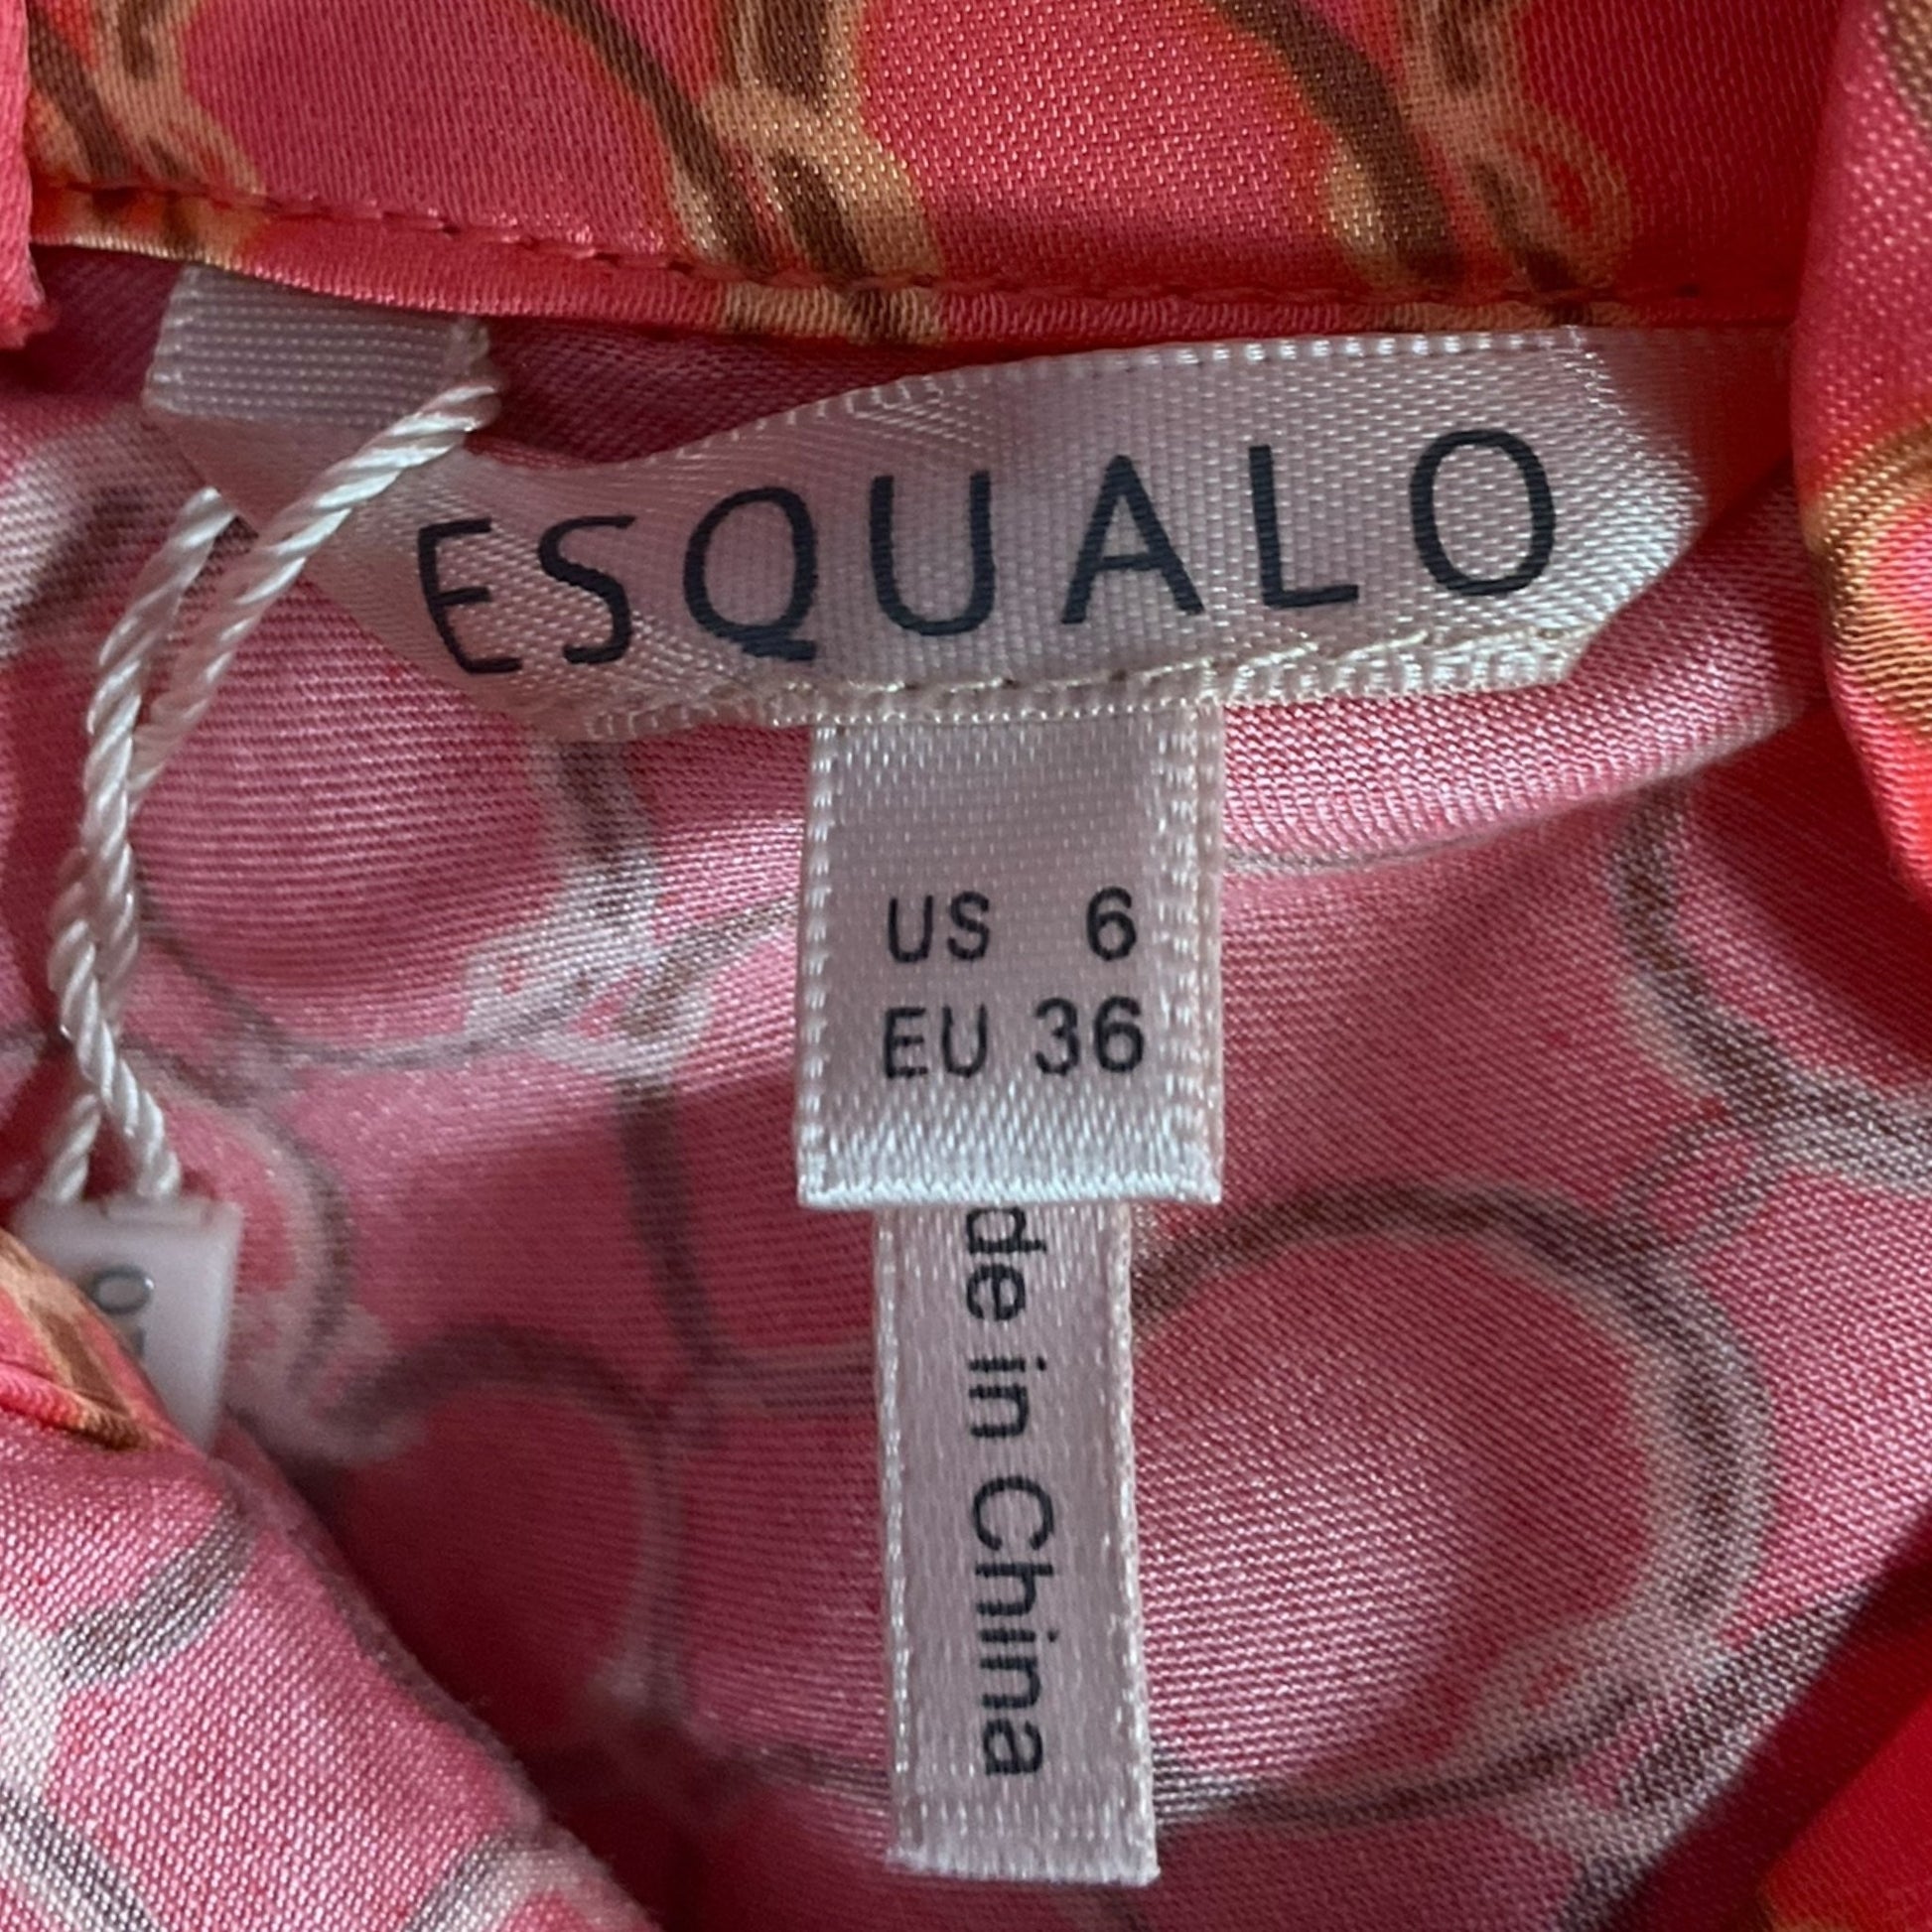 ESQUALO
US 6
EU 36
de in China